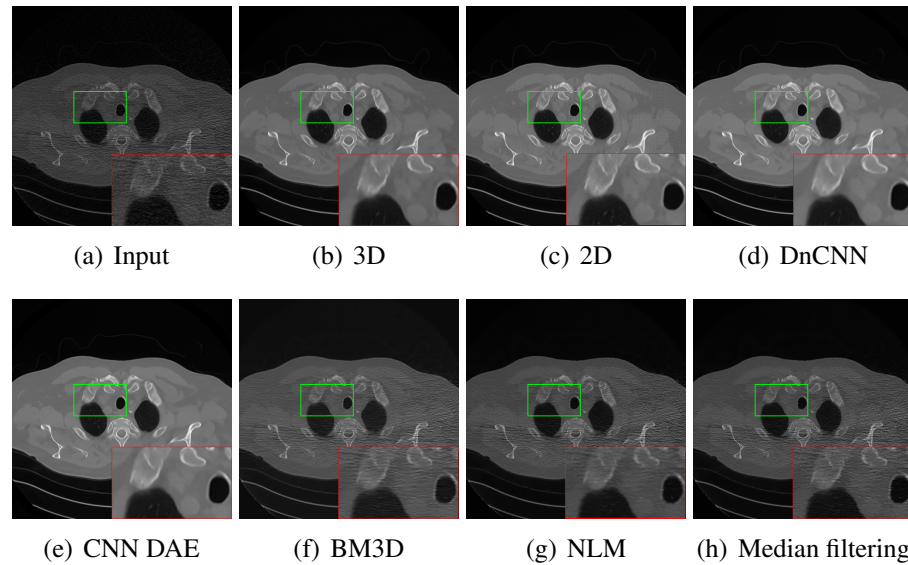 (a) Input (b) 3D (c) 2D (d) DnCNN
(e) CNN DAE (f) BM3D (g) NLM (h) Median filtering